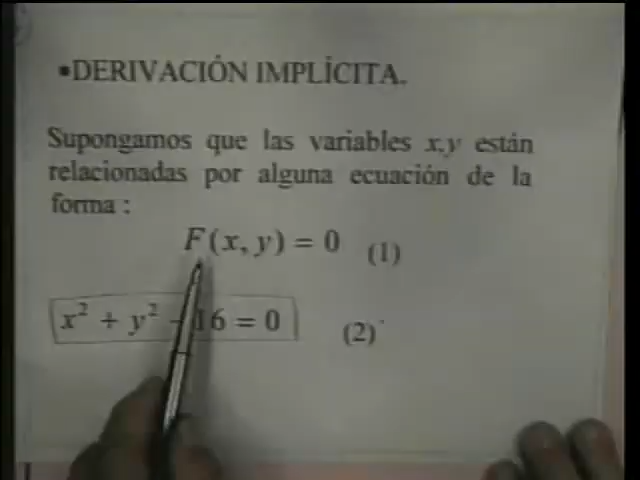 •DERIVACIÓN IMPLÍCITA.
Supongamos que las variables x,y están
relacionadas por alguna ecuación de la
forma :
F(x, y) = 0 (1)
x² + y² - 16 = 0 (2)